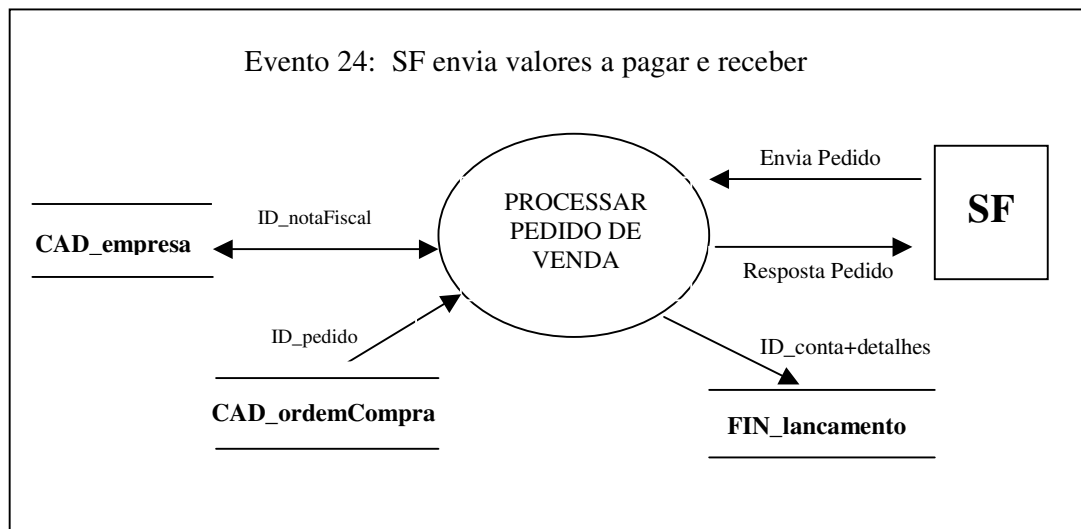 Evento 24: SF envia valores a pagar e receber
Envia Pedido
SF
PROCESSAR
PEDIDO DE
VENDA
ID_notaFiscal
CAD_empresa
Resposta Pedido
ID_pedido
ID_conta+detalhes
CAD_ordemCompra
FIN_lancamento